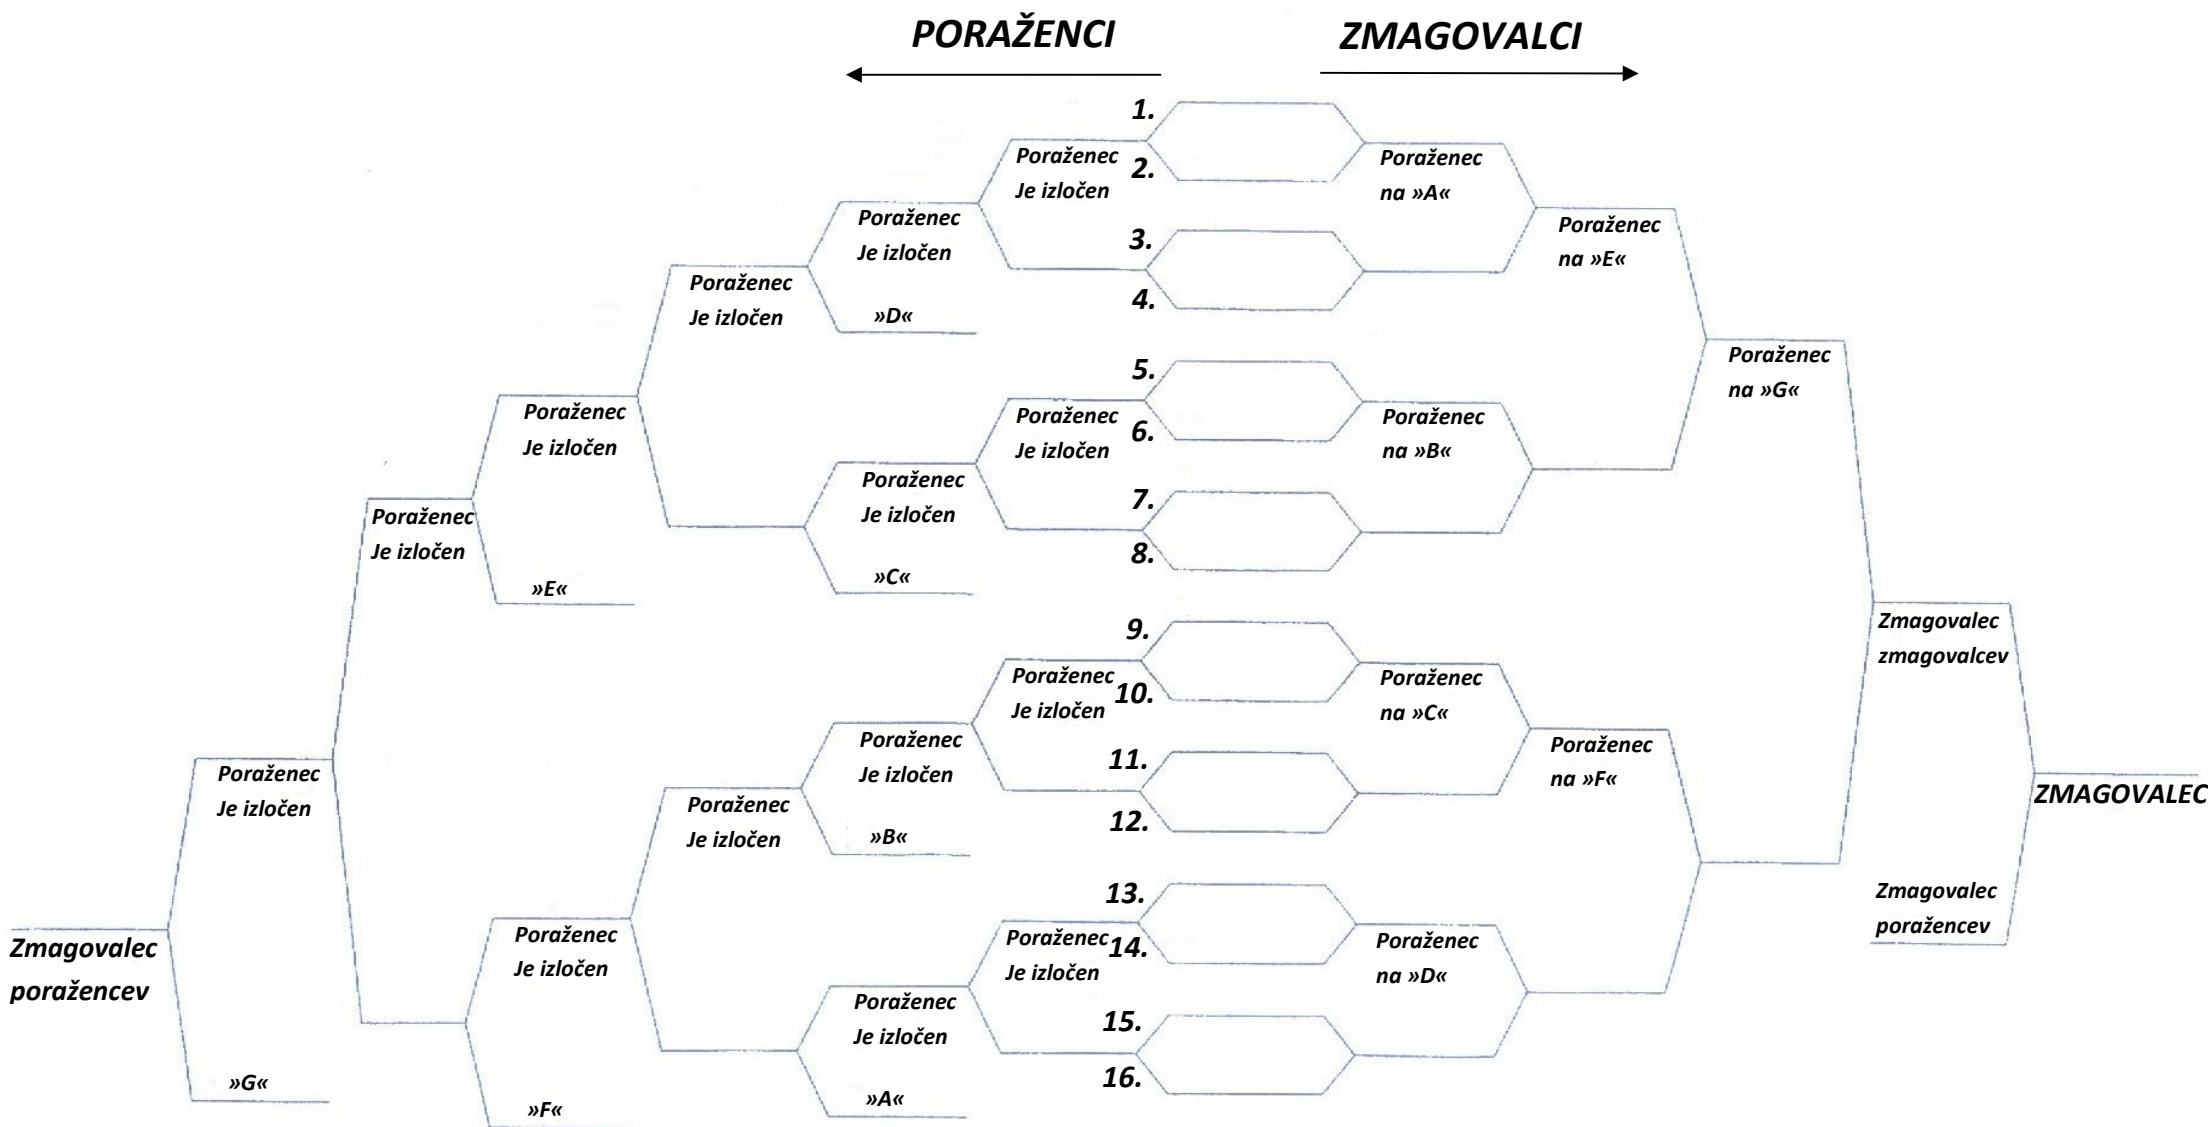 PORAŽENCI
ZMAGOVALCI
1.
2.
3.
4.
5.
6.
7.
8.
9.
10.
11.
12.
13.
14.
15.
16.
Poraženec
na »A«
Poraženec
na »B«
Poraženec
na »C«
Poraženec
na »D«
Poraženec
na »E«
Poraženec
na »F«
Poraženec
na »G«
Zmagovalec
zmagovalcev
Zmagovalec
poražencev
ZMAGOVALEC
Poraženec
Je izločen
Poraženec
Je izločen
Poraženec
Je izločen
Poraženec
Je izločen
Poraženec
Je izločen
»D«
Poraženec
Je izločen
»C«
Poraženec
Je izločen
»B«
Poraženec
Je izločen
»A«
Poraženec
Je izločen
Poraženec
Je izločen
Poraženec
Je izločen
»E«
Poraženec
Je izločen
»F«
Poraženec
Je izločen
Poraženec
Je izločen
»G«
Zmagovalec
poražencev